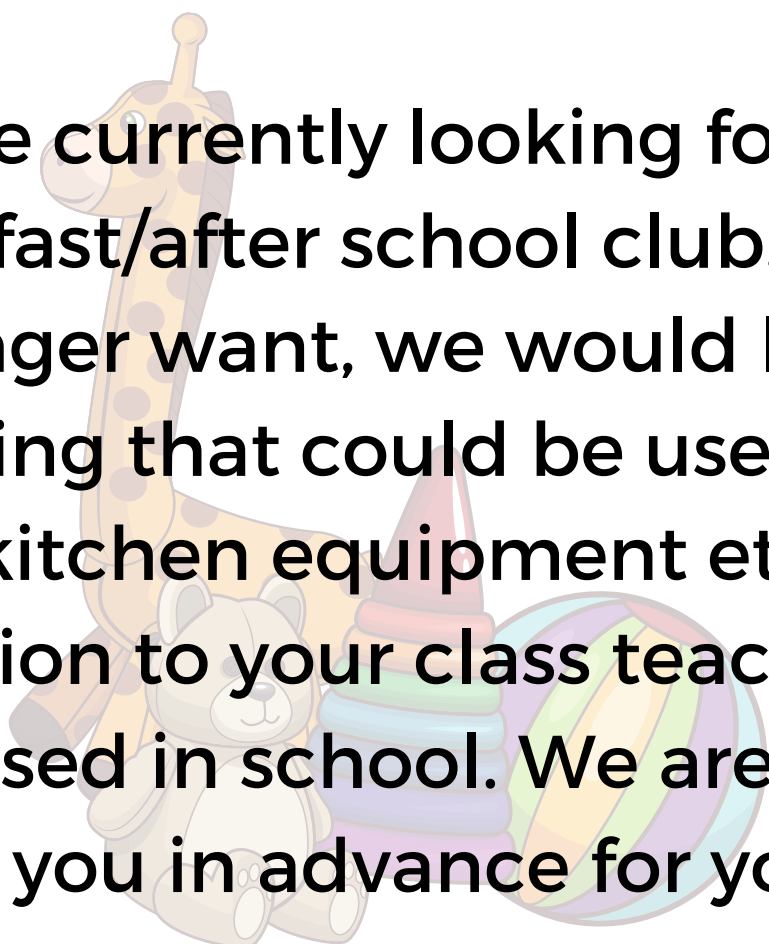 e currently looking fo
fast/after school club.
nger want, we would l
ing that could be use
kitchen equipment et
ion to your class teac
sed in school. We are
you in advance for yo